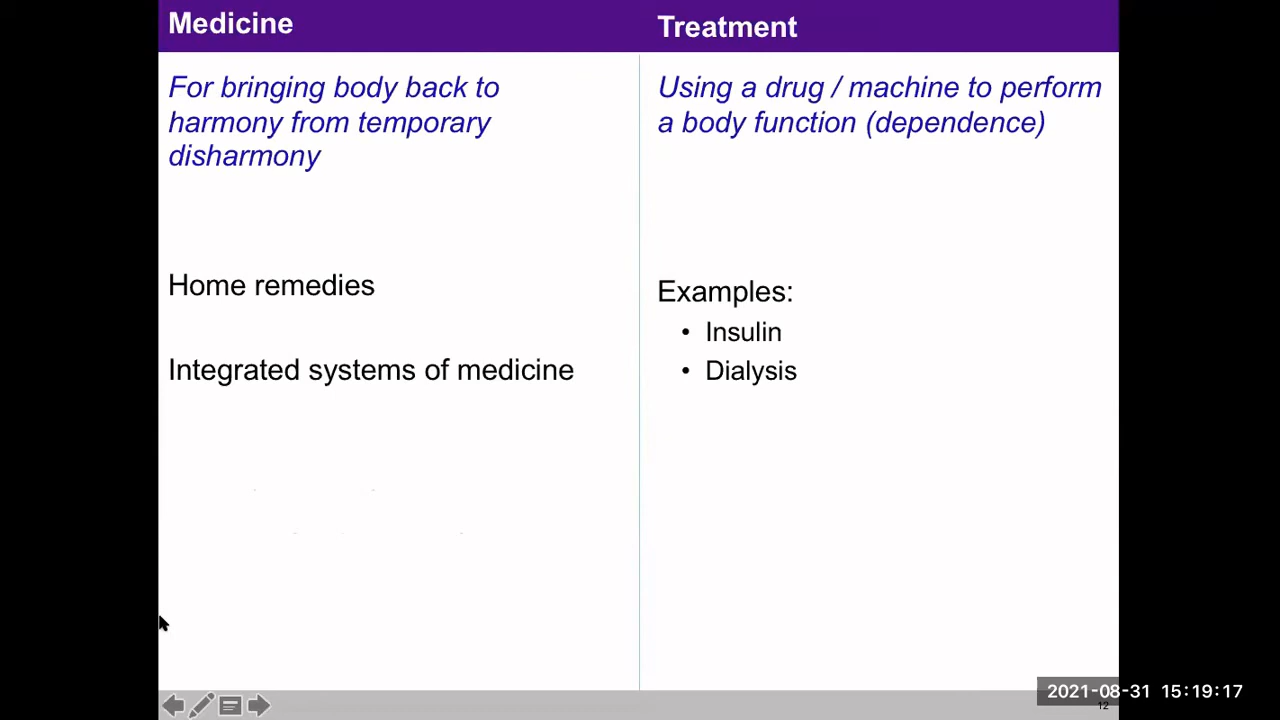 Medicine
For bringing body back to
harmony from temporary
disharmony
Home remedies
Integrated systems of medicine
Treatment
Using a drug / machine to perform
a body function (dependence)
Examples:
• Insulin
• Dialysis
2021-08-31 15:19:17
12